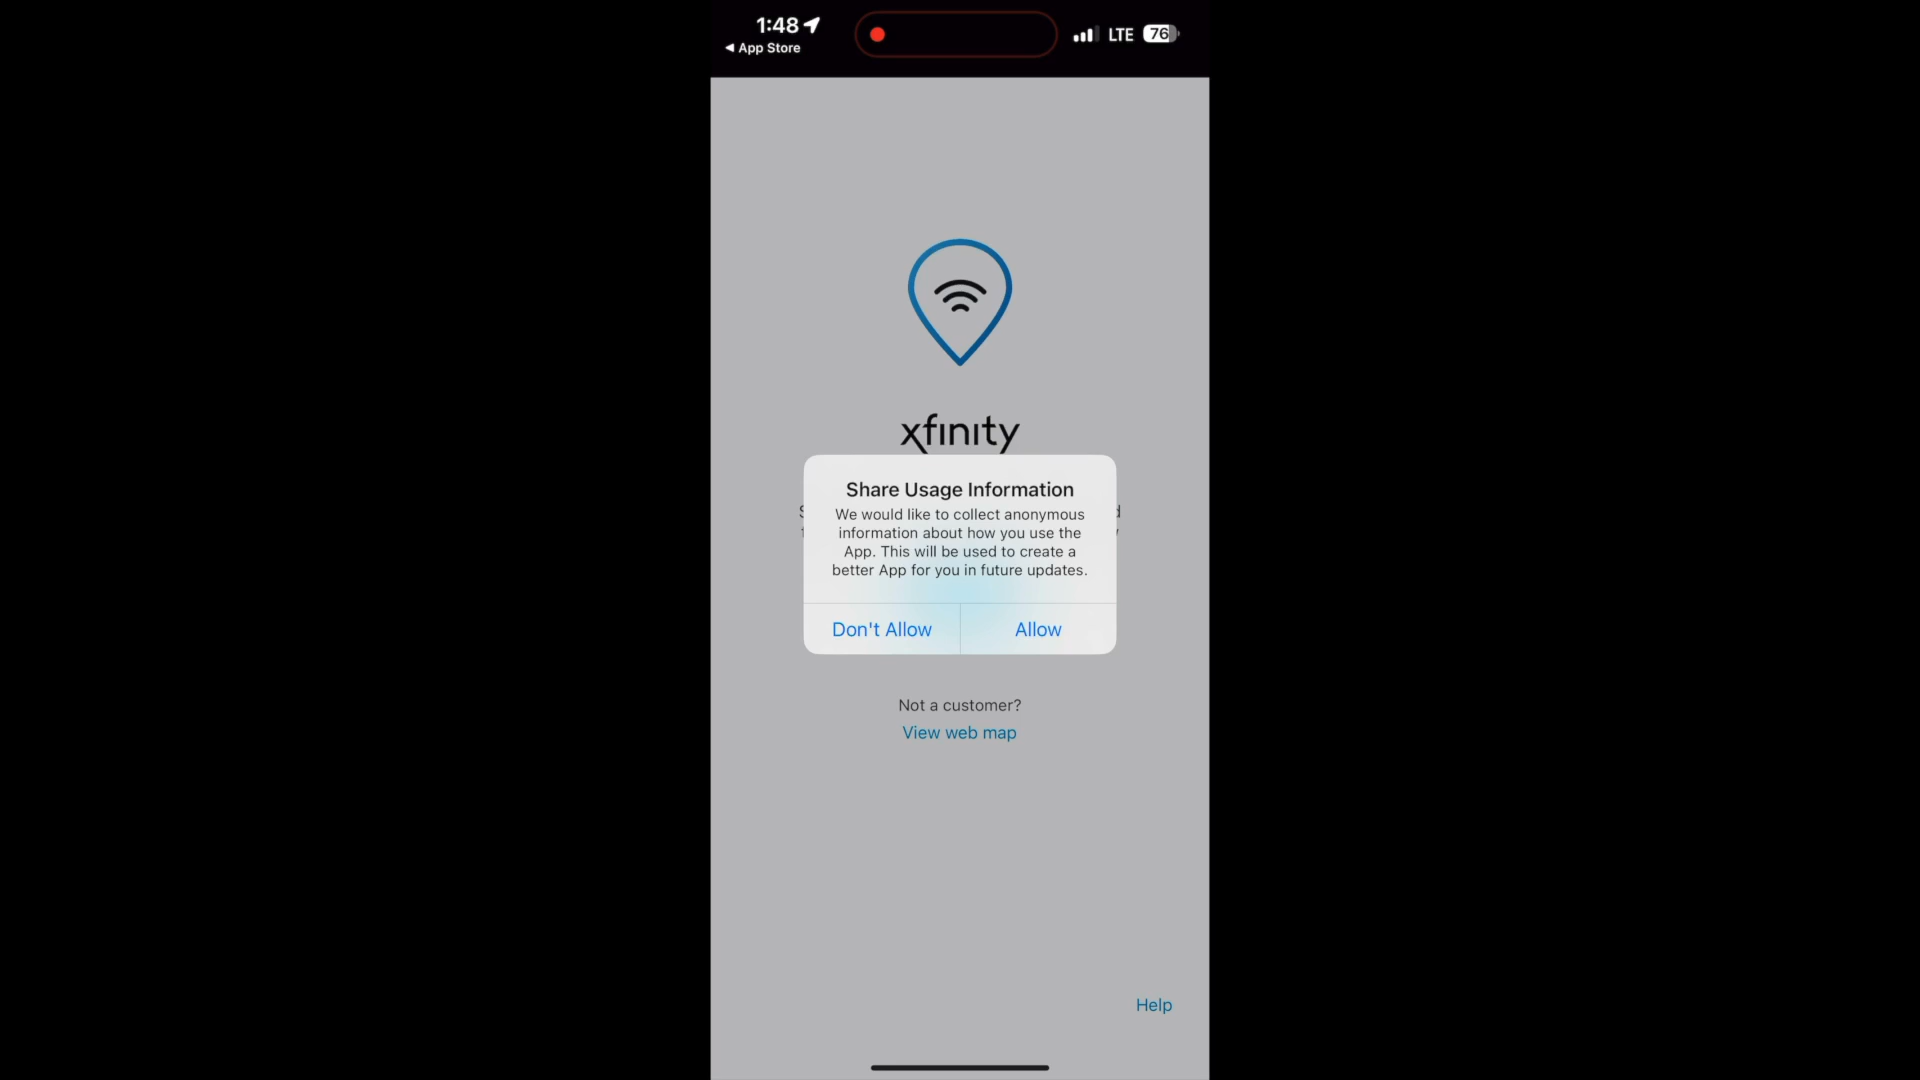 1:48
◀ App Store
LTE
76
xfinity
Share Usage Information
We would like to collect anonymous
information about how you use the
App. This will be used to create a
better App for you in future updates.
Don't Allow
Allow
Not a customer?
View web map
Help